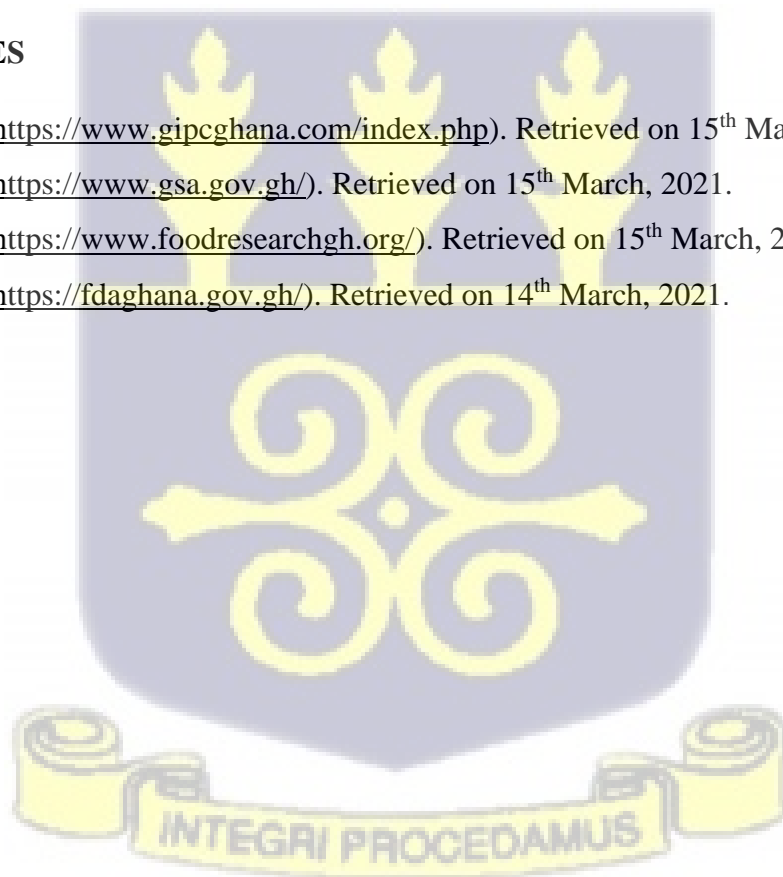 ES
https://www.gipcghana.com/index.php). Retrieved on 15th Ma
https://www.gsa.gov.gh/). Retrieved on 15th March, 2021.
https://www.foodresearchgh.org/). Retrieved on 15th March, 2
https://fdaghana.gov.gh/). Retrieved on 14th March, 2021.
INTEGRI PROCEDAMUS